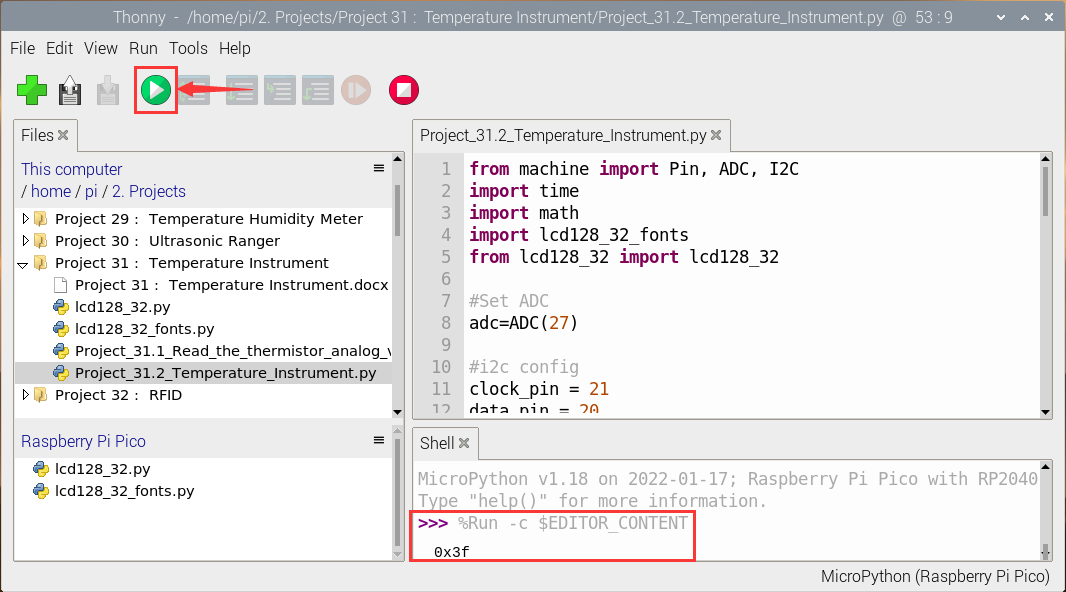 Thonny - /home/pi/2. Projects/Project 31 : Temperature Instrument/Project_31.2_Temperature_Instrument.py @ 53 : 9
File Edit View Run Tools Help
Files
This computer
/ home / pi / 2. Projects
Project 29 : Temperature Humidity Meter
Project 30 : Ultrasonic Ranger
Project 31 : Temperature Instrument
Project 31 : Temperature Instrument.docx
lcd128_32.py
lcd128_32_fonts.py
Project_31.1_Read_the_thermistor_analog_v
Project_31.2_Temperature_Instrument.py
Project 32 : RFID
Raspberry Pi Pico
lcd128_32.py
lcd128_32_fonts.py
Project_31.2_Temperature_Instrument.py
1 from machine import Pin, ADC, I2C
2 import time
3 import math
4 import lcd128_32_fonts
5 from lcd128_32 import lcd128_32
6
7 #Set ADC
8 adc=ADC(27)
9
10 #i2c config
11 clock_pin = 21
12 data_pin = 20
Shell
MicroPython v1.18 on 2022-01-17; Raspberry Pi Pico with RP2040
Type "help()" for more information.
>>> %Run -c $EDITOR_CONTENT
0x3f
MicroPython (Raspberry Pi Pico)